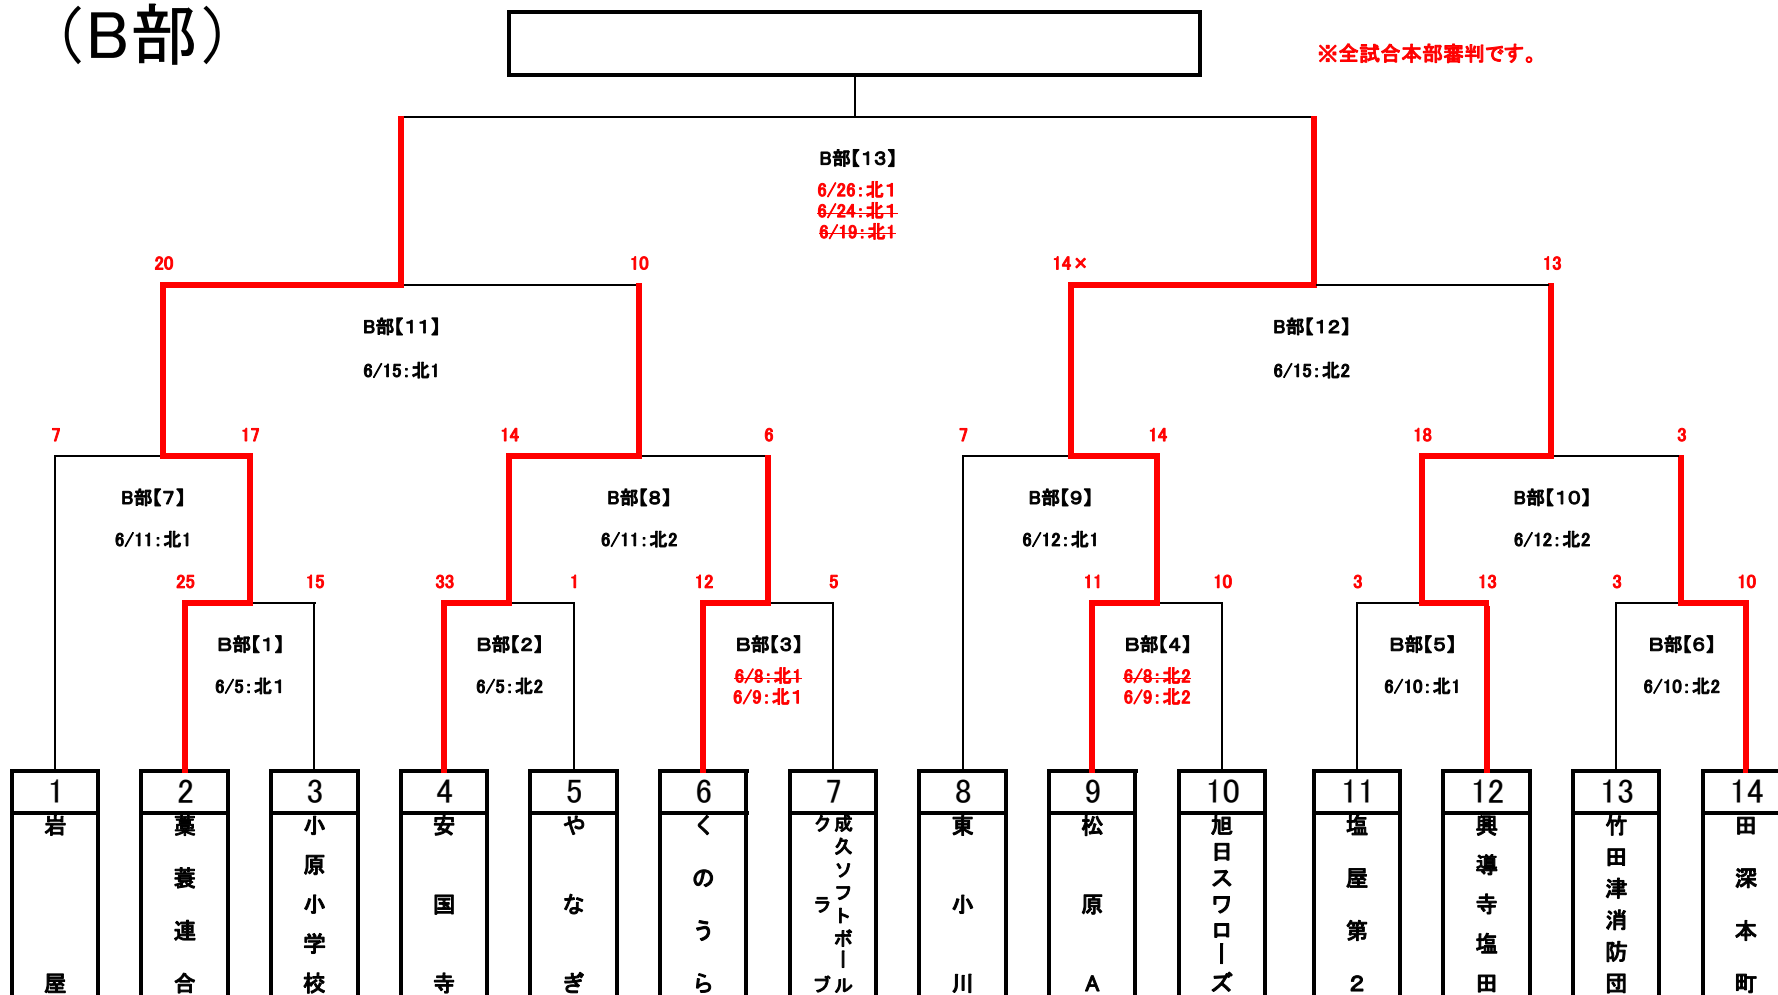 （B部）
※全試合本部審判です。
B部【13】
6/26：北1
6/24：北1
6/19：北1
20
10
14×
13
B部【11】
6/15：北1
B部【12】
6/15：北2
7
17
14
6
7
14
18
3
B部【7】
6/11：北1
B部【8】
6/11：北2
B部【9】
6/12：北1
B部【10】
6/12：北2
25
15
33
1
12
5
11
10
3
13
3
10
B部【1】
6/5：北1
B部【2】
6/5：北2
B部【3】
6/8：北1
6/9：北1
B部【4】
6/8：北2
6/9：北2
B部【5】
6/10：北1
B部【6】
6/10：北2
1
岩屋
2
藁蓑連合
3
小原小学校
4
安国寺
5
やなぎ
6
くのうら
7
成久ソフトボール
クラブ
8
東小川
9
松原A
10
旭日スワローズ
11
塩屋第2
12
興導寺塩田
13
竹田津消防団
14
田深本町